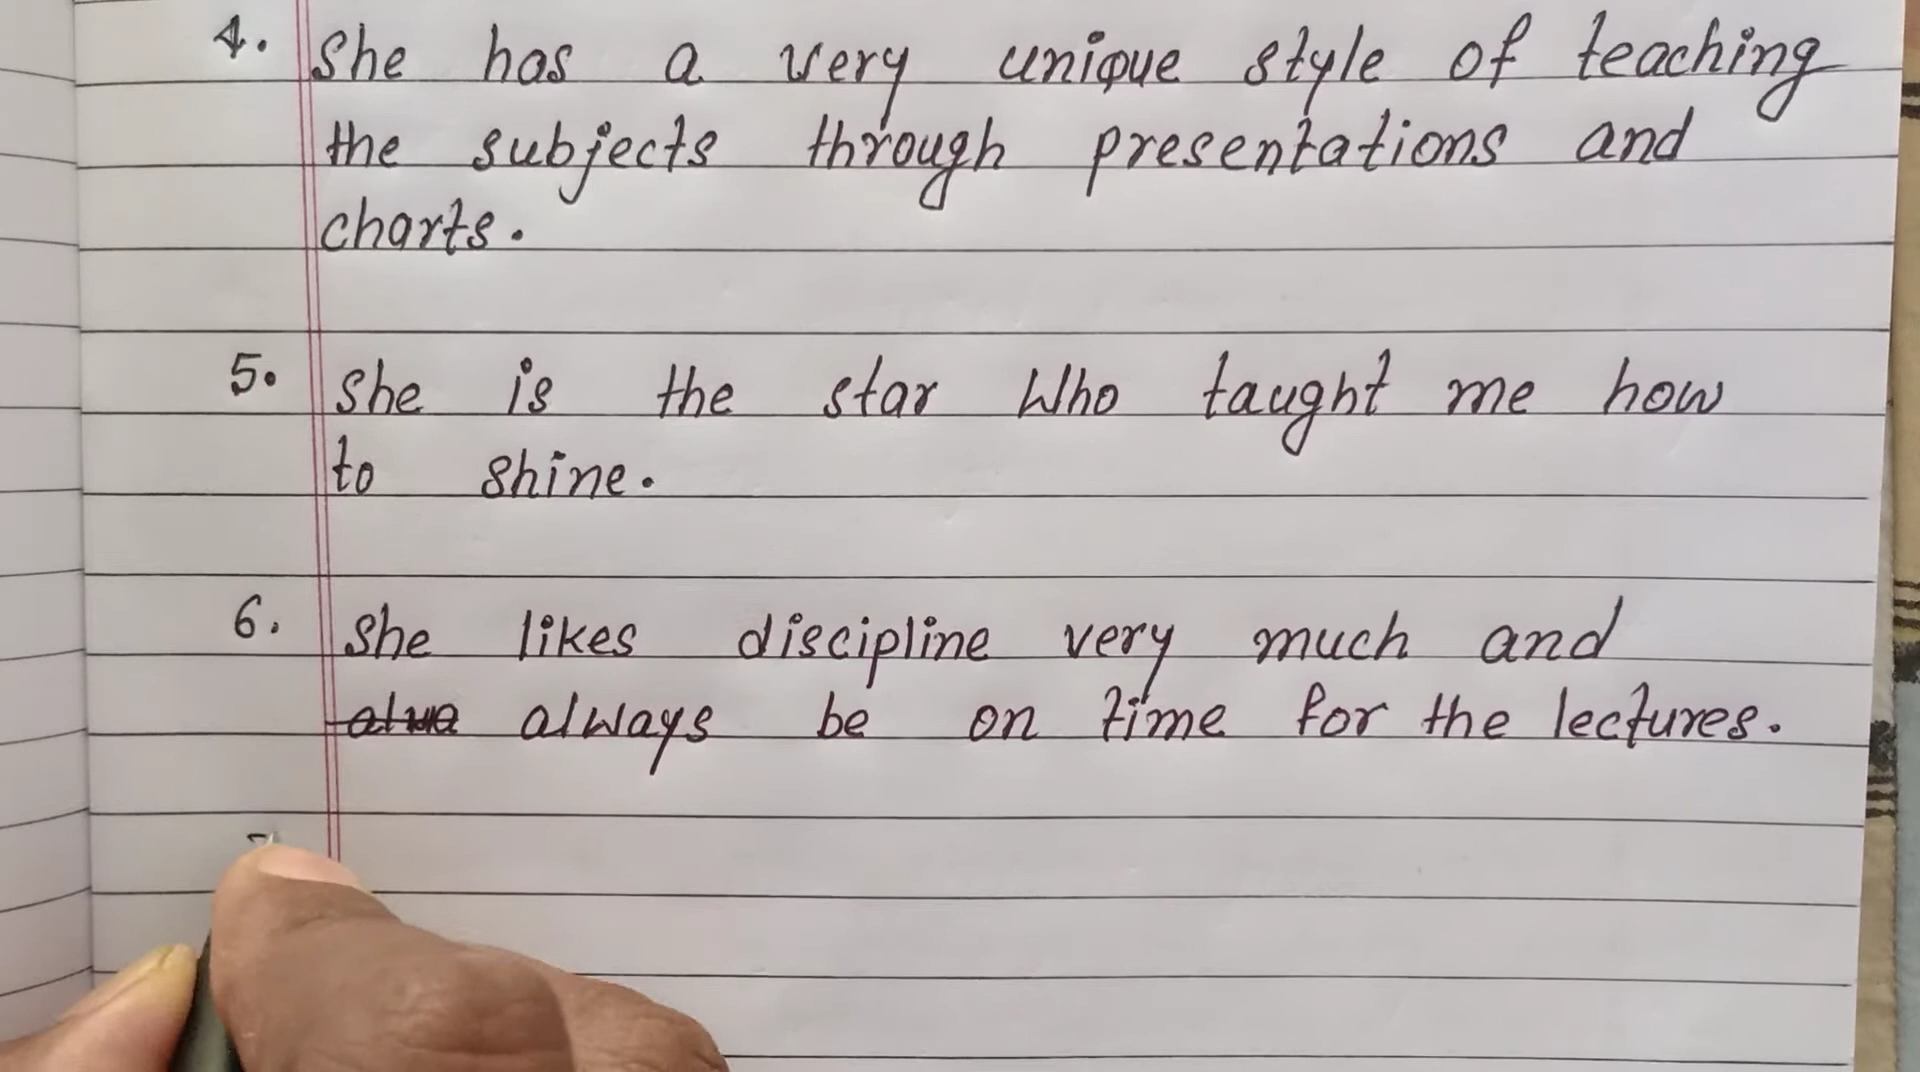 4. She has a very unique style of teaching
the subjects through presentations and
charts.
5. She is the star Who taught me how
to shine.
6. She likes discipline very much and
alwa always be on time for the lectures.